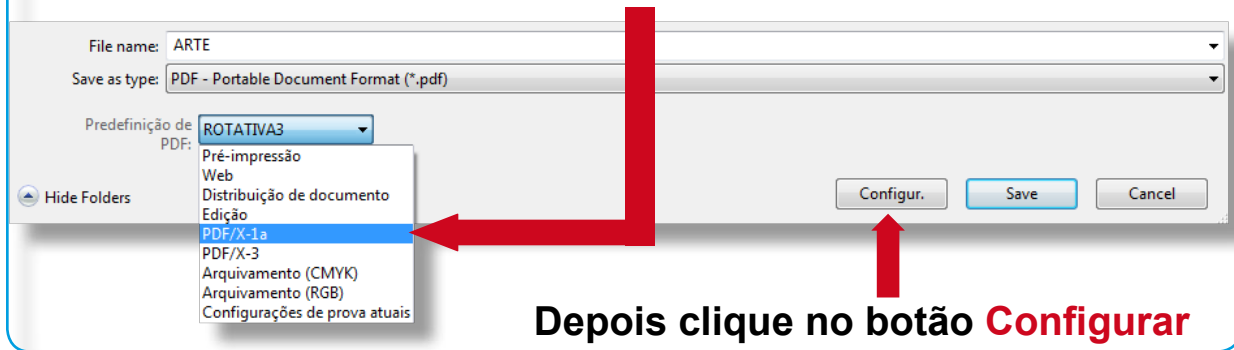 File name: ARTE
Save as type: PDF - Portable Document Format (*.pdf)
Predefinição de PDF: ROTATIVA3
Pré-impressão
Web
Distribuição de documento
Edição
PDF/X-1a
PDF/X-3
Arquivamento (CMYK)
Arquivamento (RGB)
Configurações de prova atuais
Hide Folders
Configur. Save Cancel
Depois clique no botão Configurar